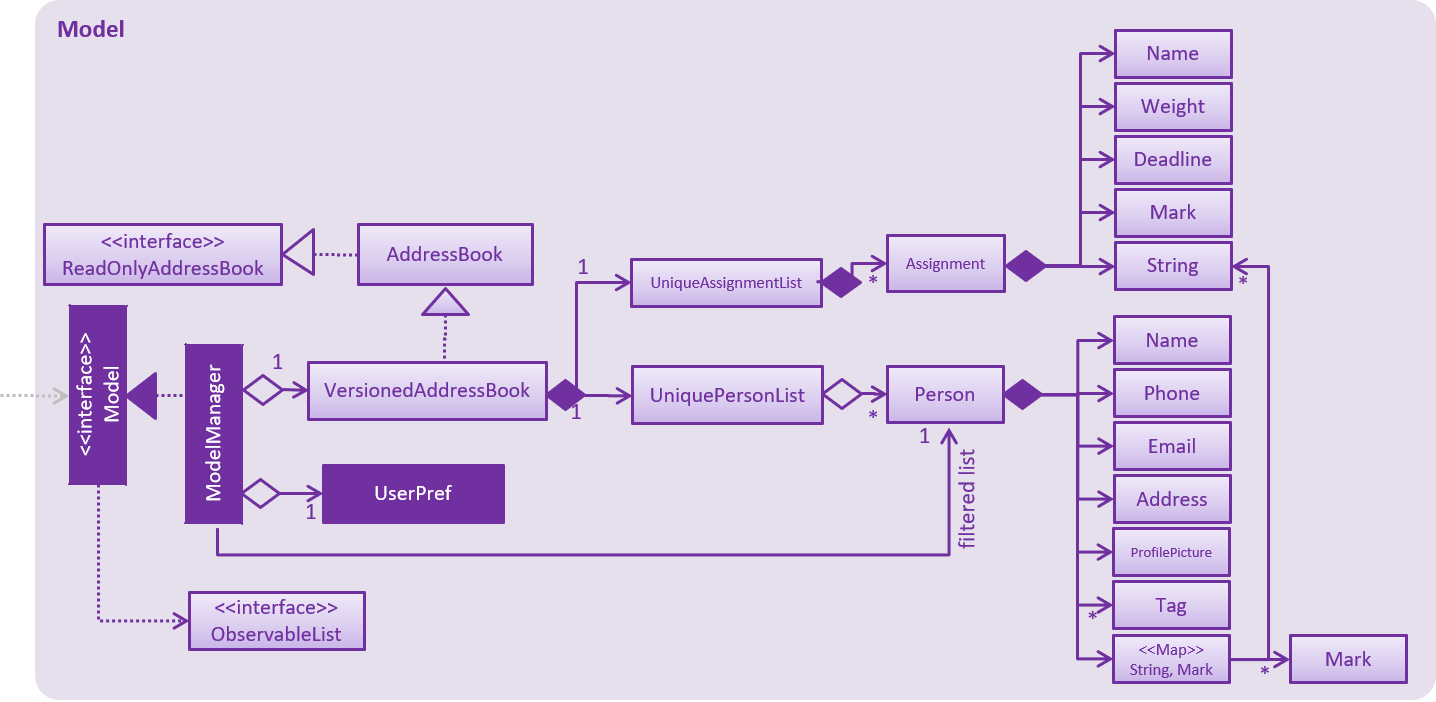 Model
Name
Weight
Deadline
Mark
String
*
<<interface>>
ReadOnlyAddressBook
AddressBook
1
UniqueAssignmentList
*
Assignment
<<interface>>
Model
ModelManager
1
VersionedAddressBook
1
UniquePersonList
*
Person
1
filtered list
UserPref
1
<<interface>>
ObservableList
Name
Phone
Email
Address
ProfilePicture
*
Tag
<<Map>>
String, Mark
*
Mark